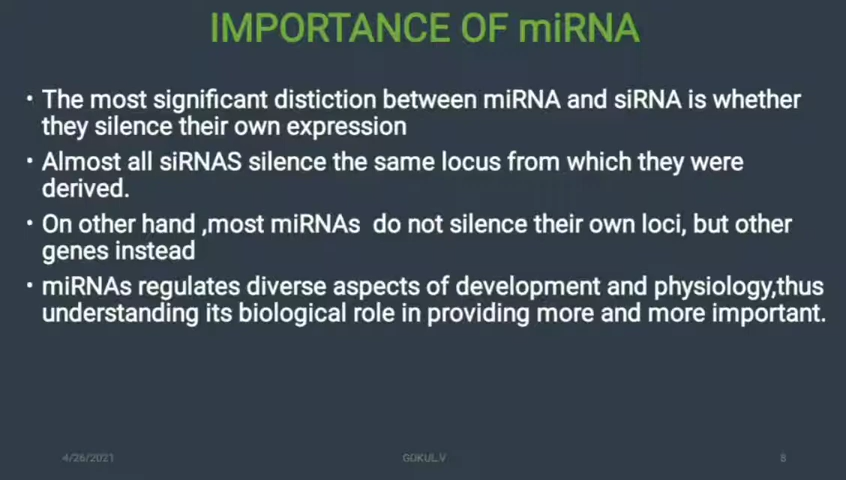 IMPORTANCE OF miRNA
• The most significant distiction between miRNA and siRNA is whether
they silence their own expression
• Almost all siRNAS silence the same locus from which they were
derived.
• On other hand ,most miRNAs do not silence their own loci, but other
genes instead
• miRNAs regulates diverse aspects of development and physiology,thus
understanding its biological role in providing more and more important.
4/26/2021
GOKUL.V
8